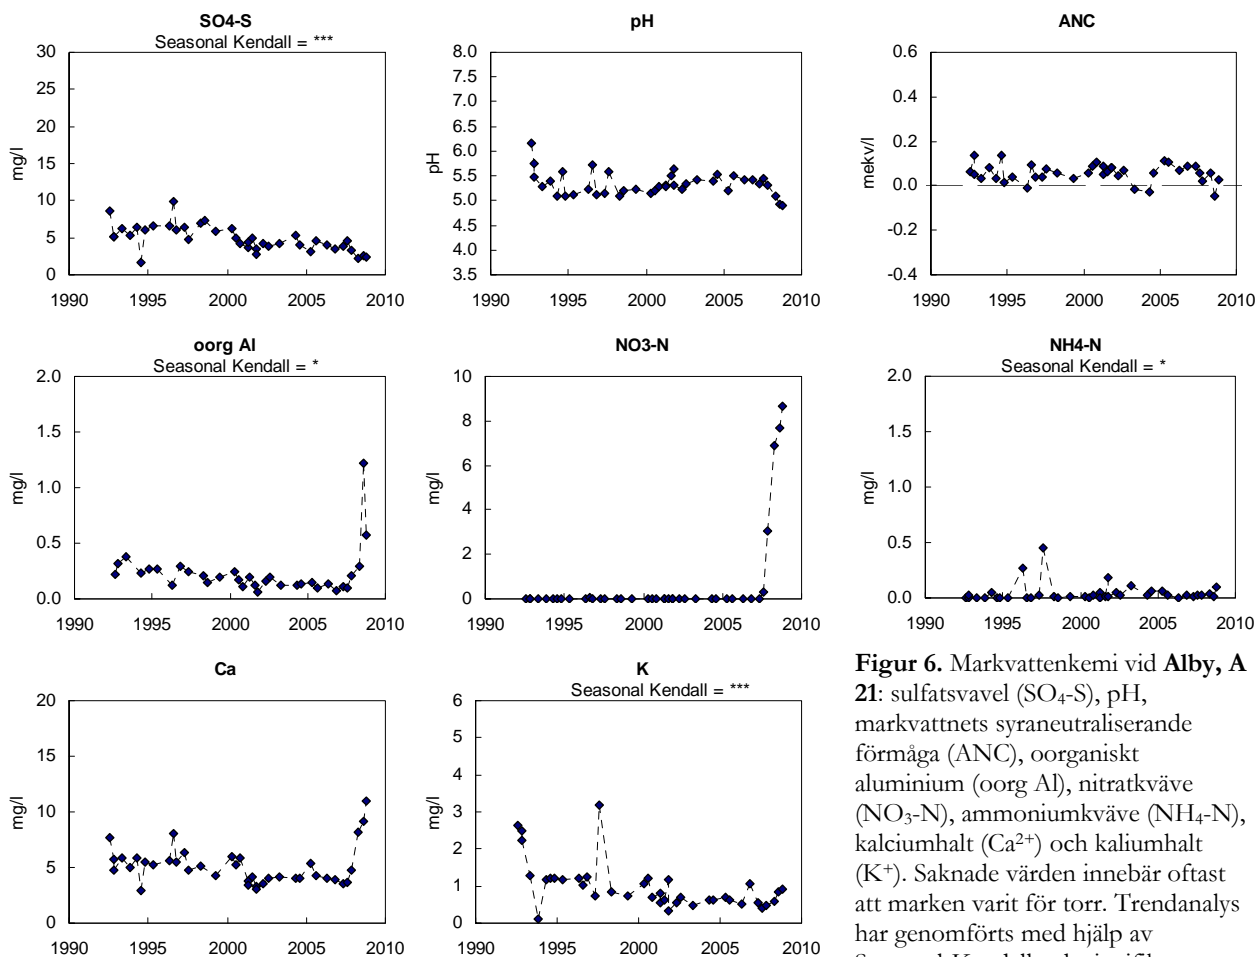 SO4-S
Seasonal Kendall = ***
30
25
20
15
10
5
0
mg/l
1990 1995 2000 2005 2010
pH
8.0
7.5
7.0
6.5
6.0
5.5
5.0
4.5
4.0
3.5
pH
1990 1995 2000 2005 2010
ANC
0.6
0.4
0.2
0.0
-0.2
-0.4
mekv/l
1990 1995 2000 2005 2010
oorg Al
Seasonal Kendall = *
2.0
1.5
1.0
0.5
0.0
mg/l
1990 1995 2000 2005 2010
NO3-N
10
8
6
4
2
0
mg/l
1990 1995 2000 2005 2010
NH4-N
Seasonal Kendall = *
2.0
1.5
1.0
0.5
0.0
mg/l
1990 1995 2000 2005 2010
Ca
20
15
10
5
0
mg/l
1990 1995 2000 2005 2010
K
Seasonal Kendall = ***
6
5
4
3
2
1
0
mg/l
1990 1995 2000 2005 2010
Figur 6. Markvattenkemi vid Alby, A
21: sulfatsvavel (SO₄-S), pH,
markvattnets syraneutraliserande
förmåga (ANC), oorganiskt
aluminium (oorg Al), nitratkväve
(NO₃-N), ammoniumkväve (NH₄-N),
kalciumhalt (Ca²⁺) och kaliumhalt
(K⁺). Saknade värden innebär oftast
att marken varit för torr. Trendanalys
har genomförts med hjälp av